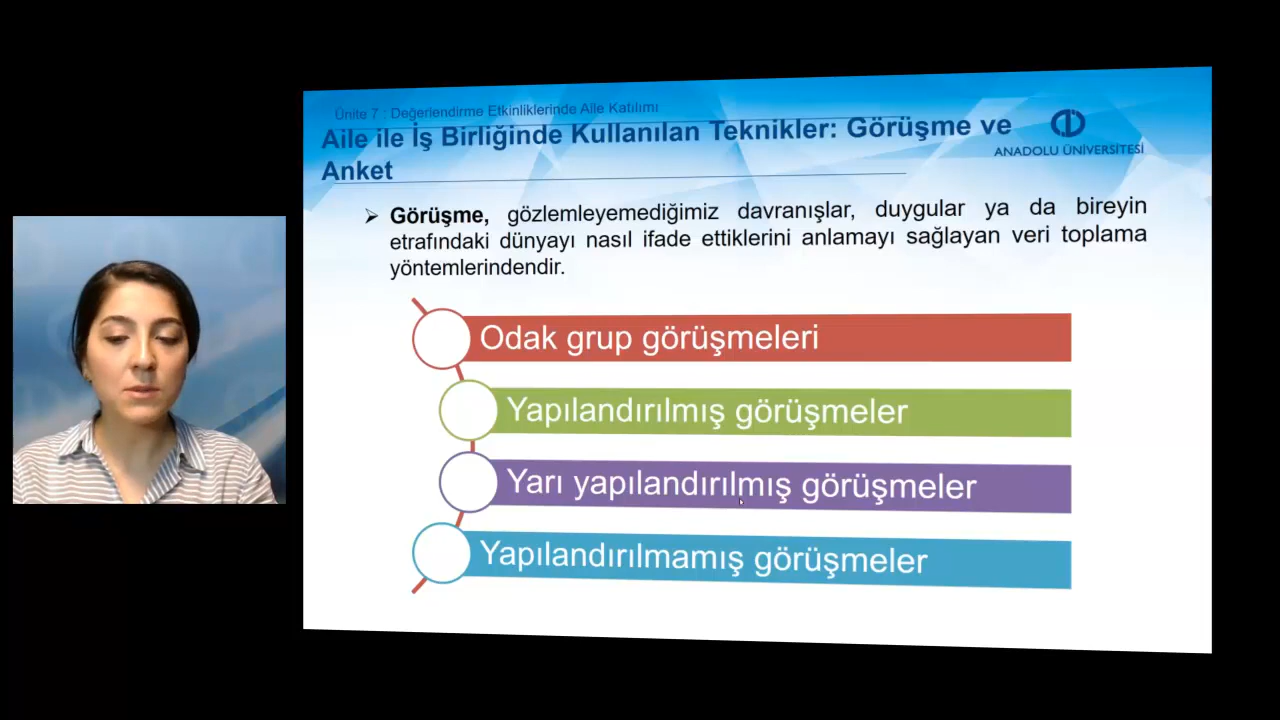 Ünite 7 : Değerlendirme Etkinliklerinde Aile Katılımı
Aile ile İş Birliğinde Kullanılan Teknikler: Görüşme ve
Anket
ANADOLU ÜNİVERSİTESİ
Görüşme, gözlemleyemediğimiz davranışlar, duygular ya da bireyin
etrafındaki dünyayı nasıl ifade ettiklerini anlamayı sağlayan veri toplama
yöntemlerindendir.
Odak grup görüşmeleri
Yapılandırılmış görüşmeler
Yarı yapılandırılmış görüşmeler
Yapılandırılmamış görüşmeler